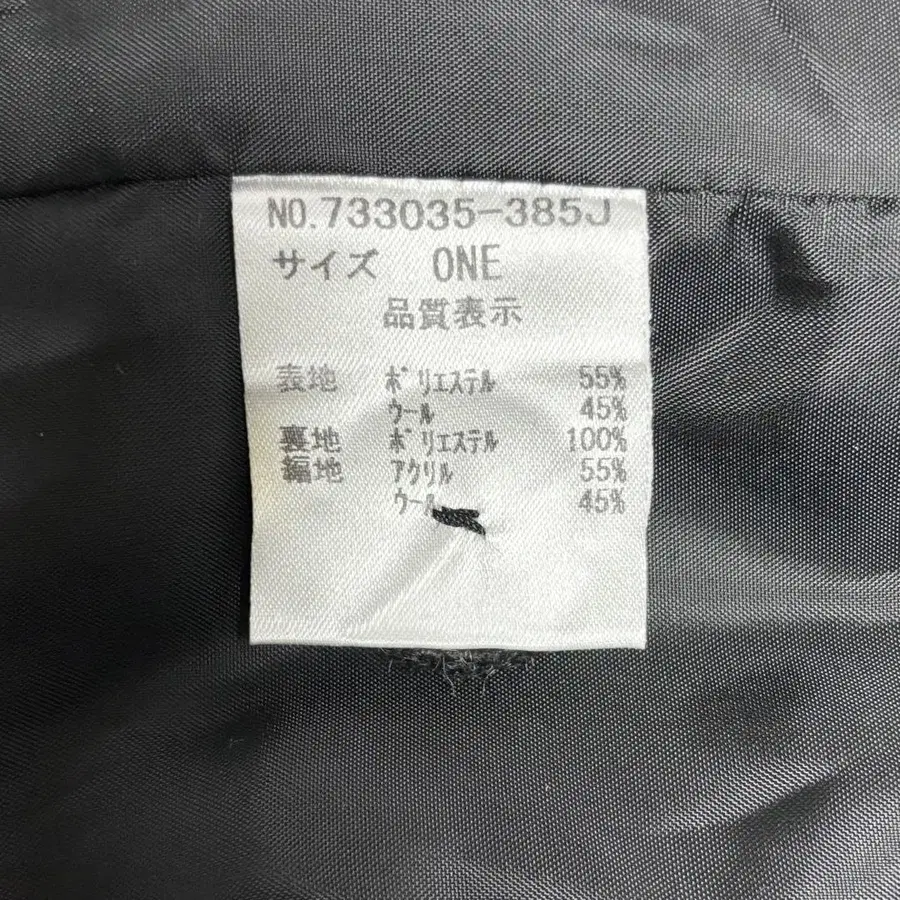 NO.733035-385J
サイズ ONE
品質表示
表地 ﾎﾟﾘｴｽﾃﾙ 55%
ｳｰﾙ 45%
裏地 ﾎﾟﾘｴｽﾃﾙ 100%
編地 ｱｸﾘﾙ 55%
ｳｰﾙ 45%